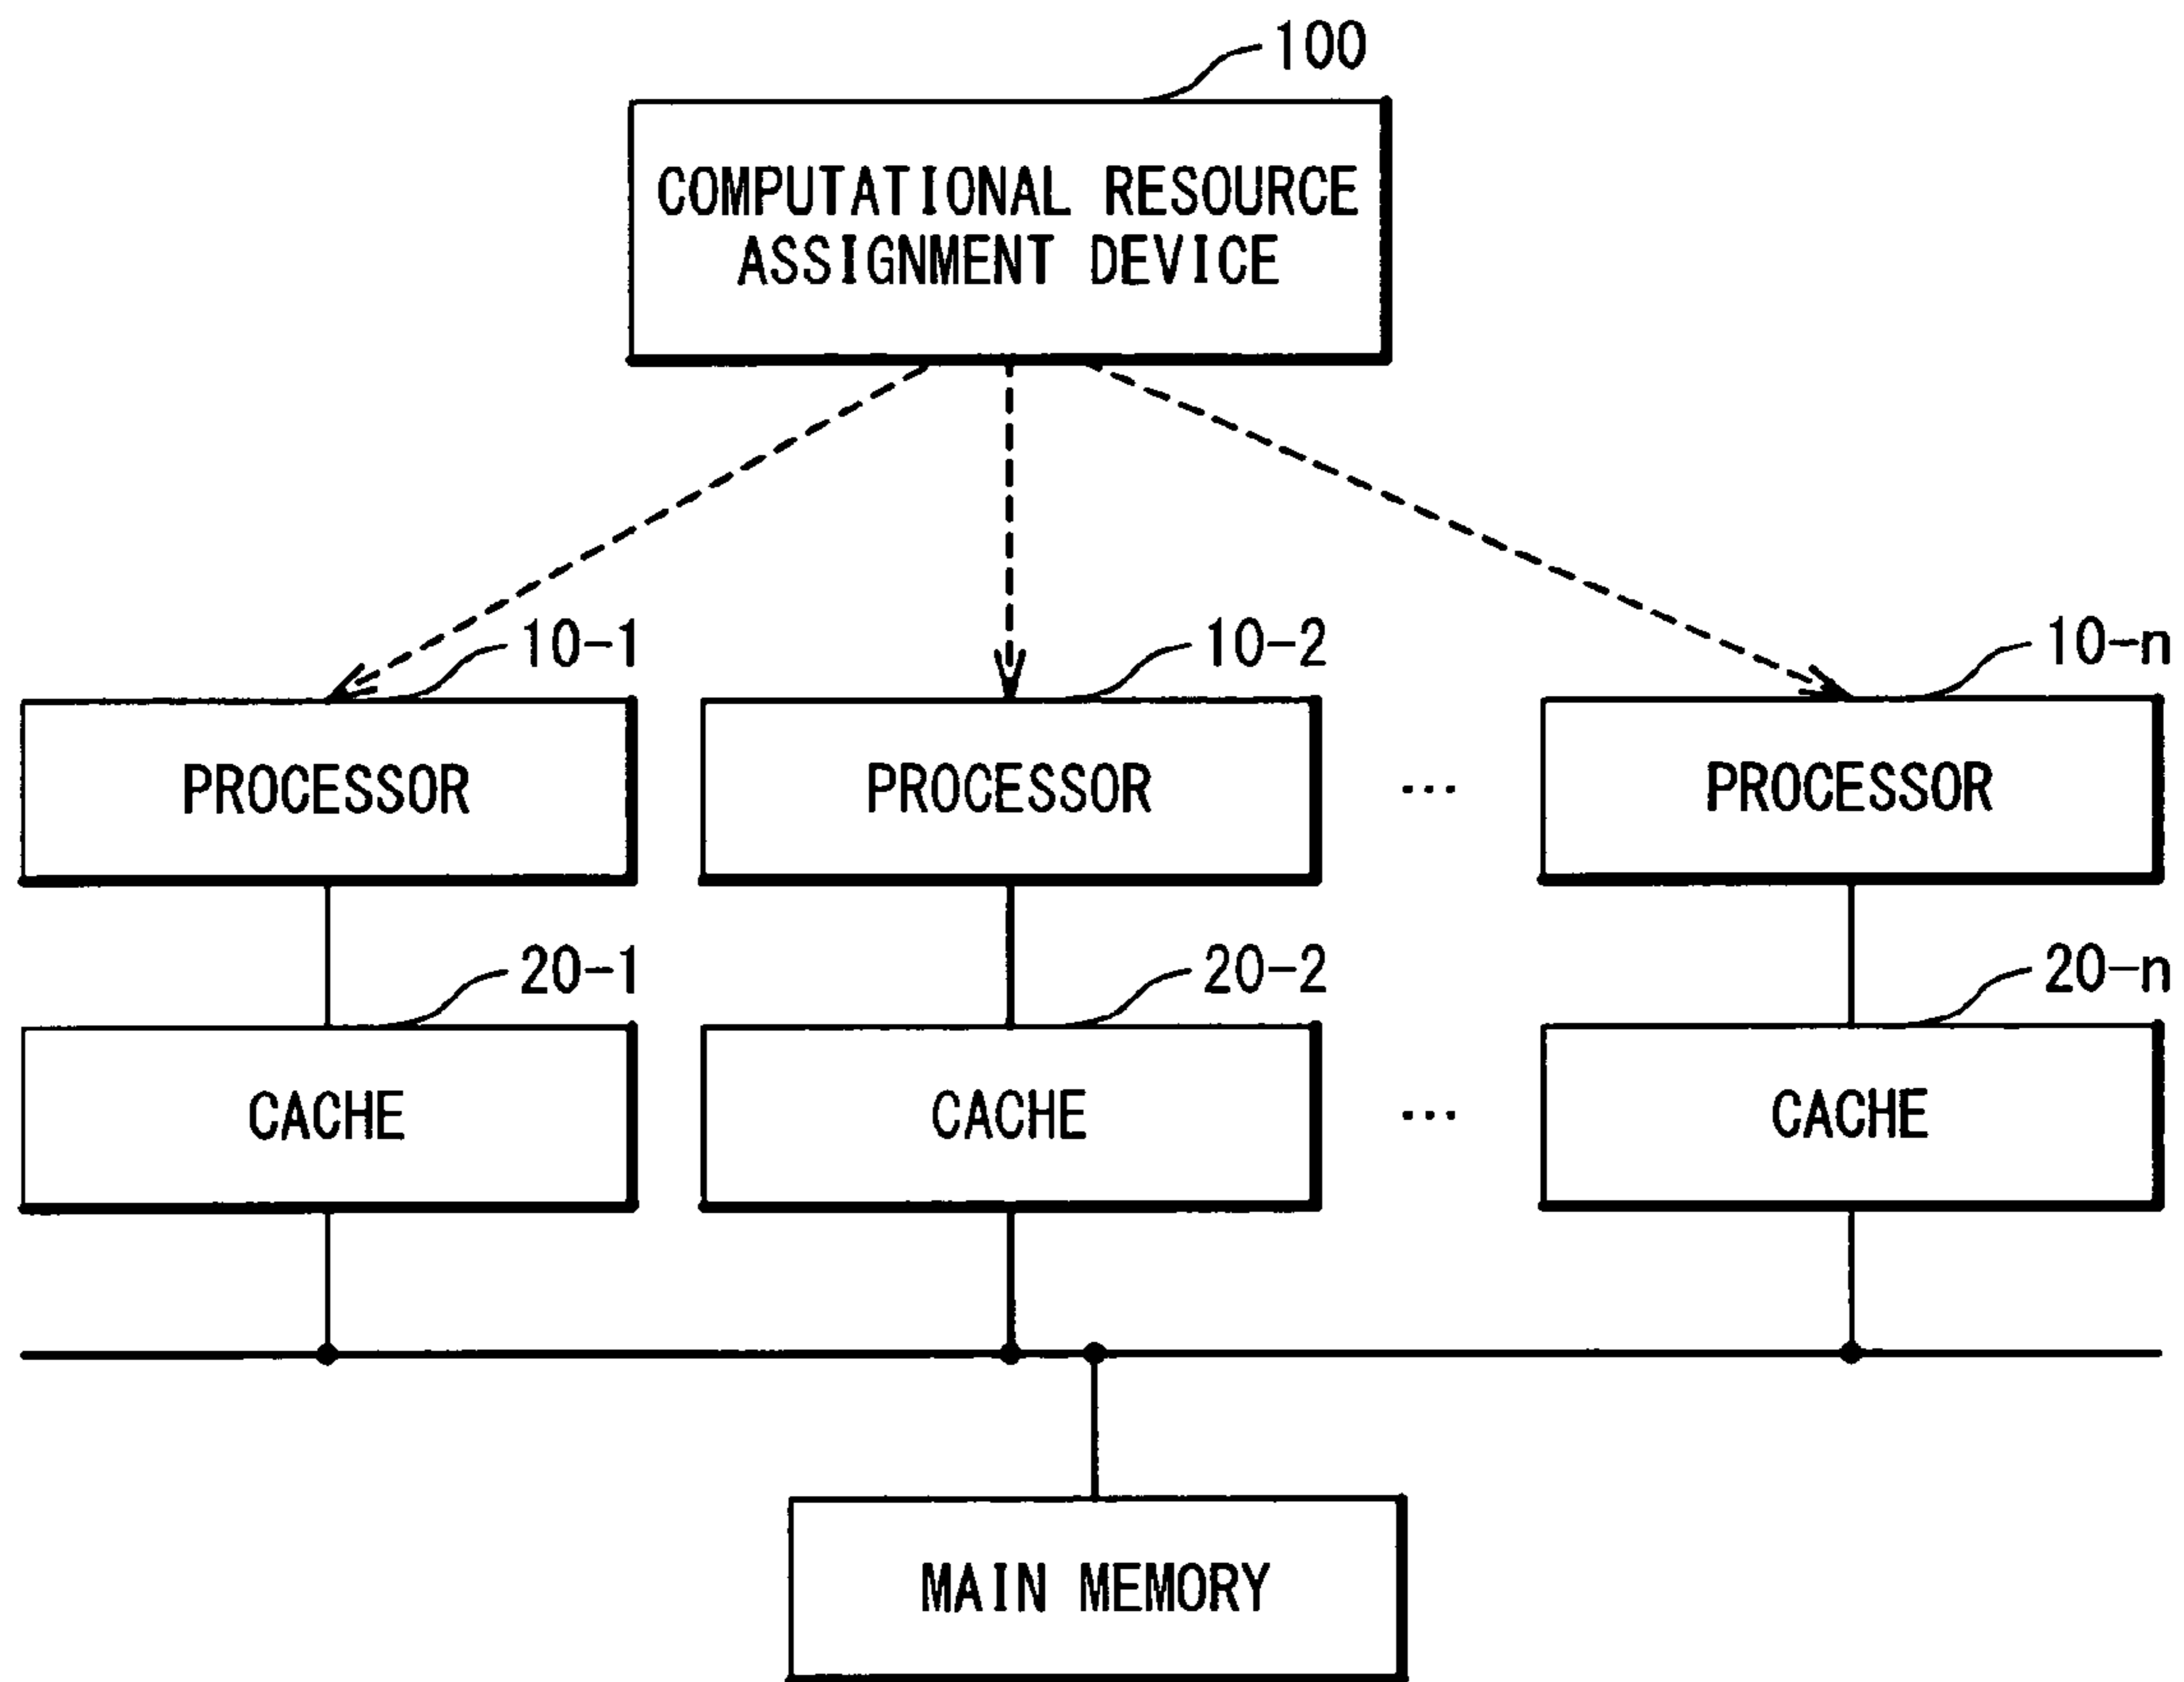 100
COMPUTATIONAL RESOURCE
ASSIGNMENT DEVICE
10-1
10-2
10-n
PROCESSOR
PROCESSOR
...
PROCESSOR
20-1
20-2
20-n
CACHE
CACHE
...
CACHE
MAIN MEMORY